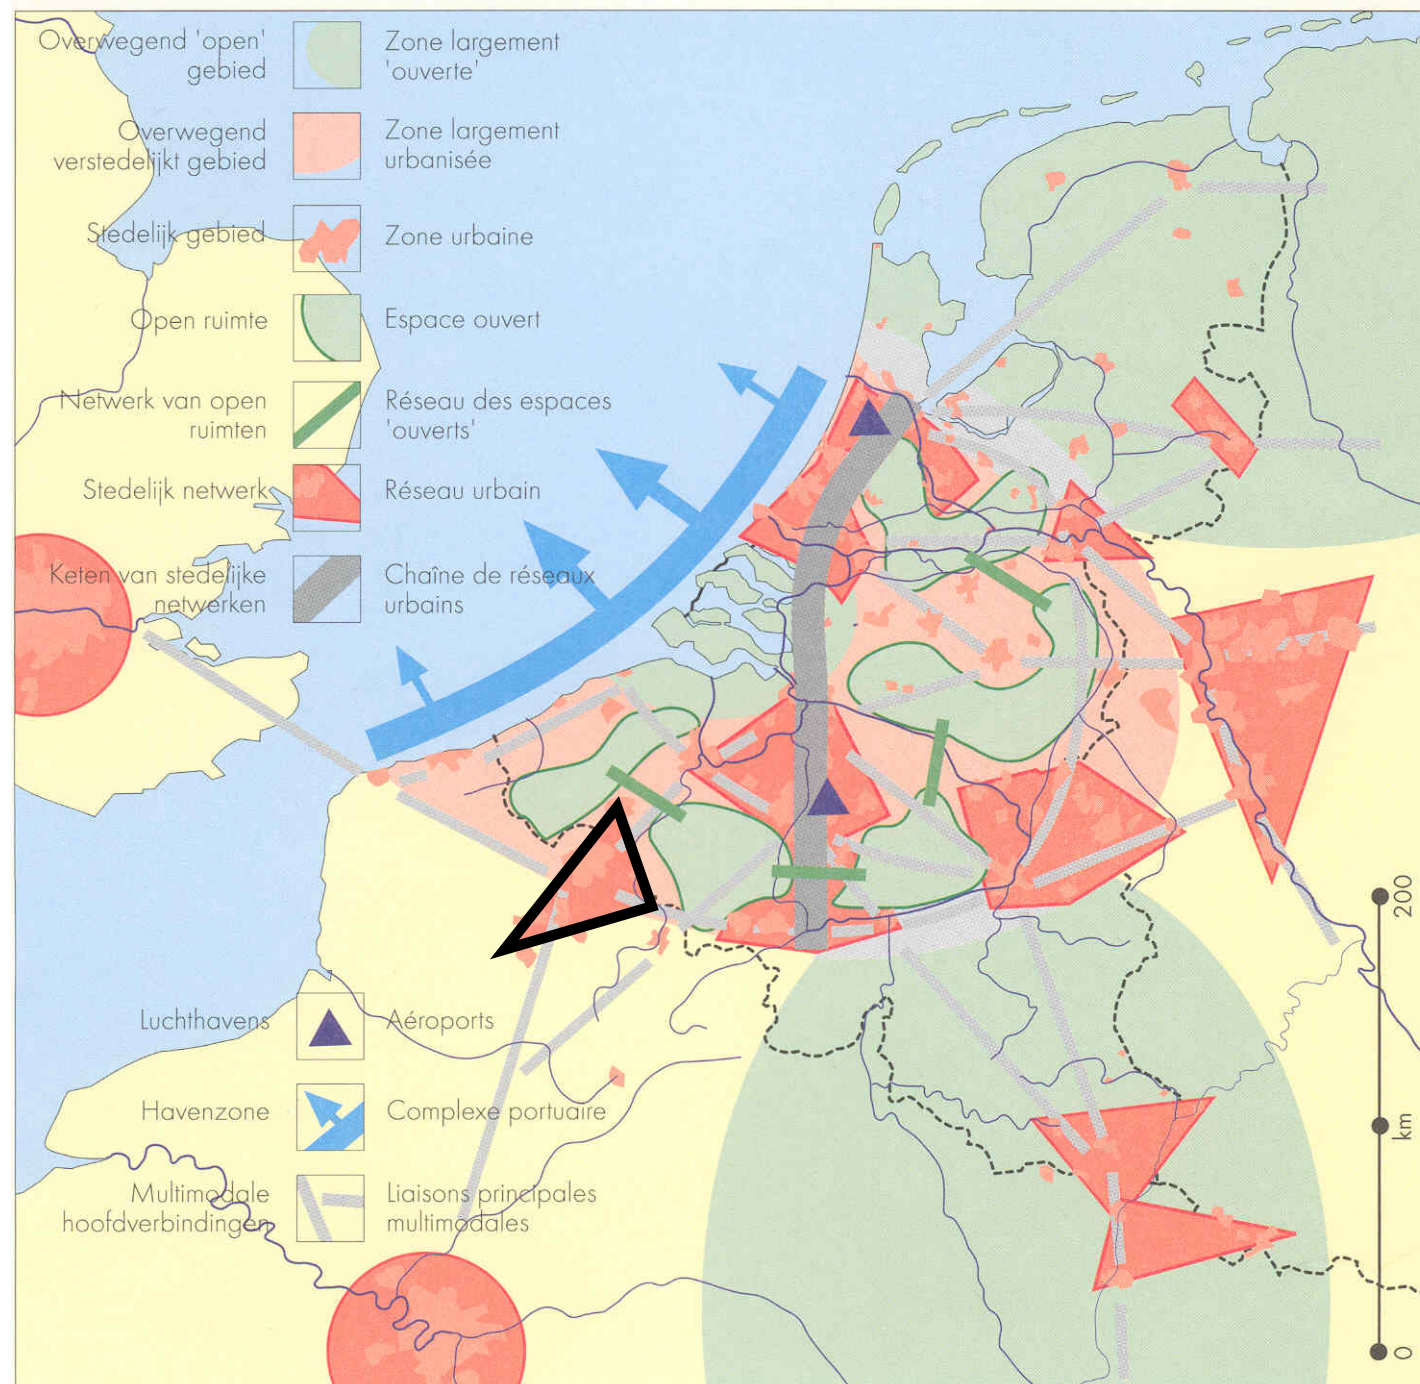 Overwegend 'open'
gebied
Zone largement
'ouverte'
Overwegend
verstedelijkt gebied
Zone largement
urbanisée
Stedelijk gebied
Zone urbaine
Open ruimte
Espace ouvert
Netwerk van open
ruimten
Réseau des espaces
'ouverts'
Stedelijk netwerk
Réseau urbain
Keten van stedelijke
netwerken
Chaîne de réseaux
urbains
Luchthavens
Aéroports
Havenzone
Complexe portuaire
Multimodale
hoofdverbindingen
Liaisons principales
multimodales
200
km
0